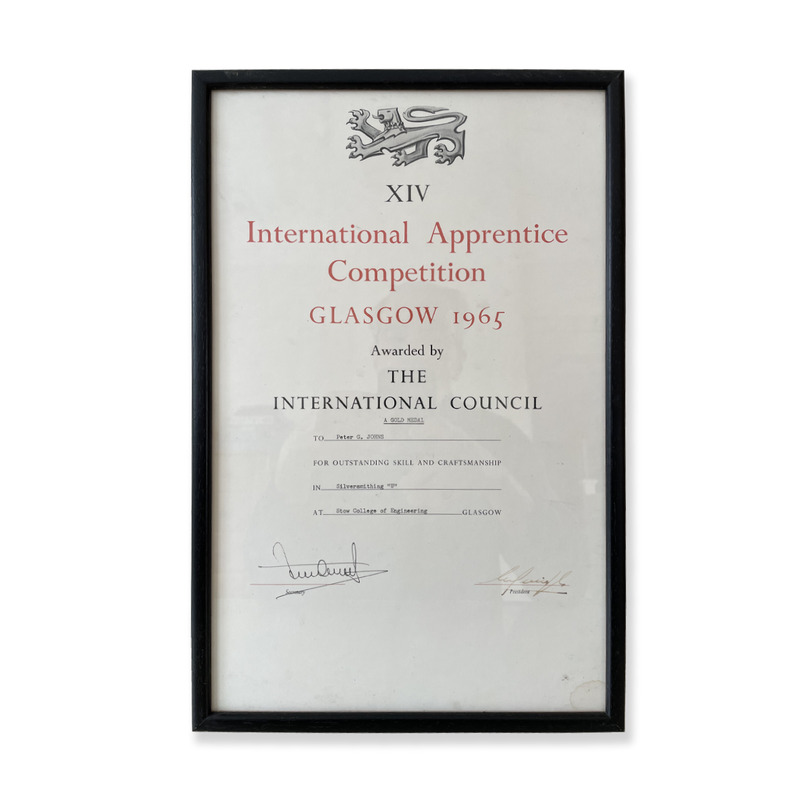 XIV
International Apprentice
Competition
GLASGOW 1965
Awarded by
THE
INTERNATIONAL COUNCIL
A GOLD MEDAL
TO Peter G. JOHNS
FOR OUTSTANDING SKILL AND CRAFTSMANSHIP
IN Silversmithing
AT Stow College of Engineering GLASGOW
Secretary
President